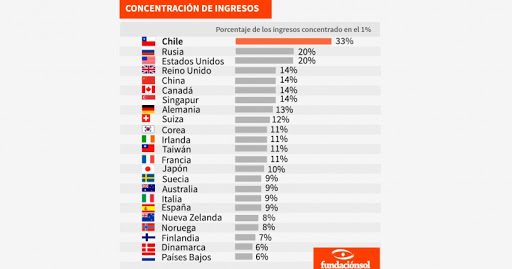 CONCENTRACIÓN DE INGRESOS
Porcentaje de los ingresos concentrado en el 1%
Chile 33%
Rusia 20%
Estados Unidos 20%
Reino Unido 14%
China 14%
Canadá 14%
Singapur 14%
Alemania 13%
Suiza 12%
Corea 11%
Irlanda 11%
Taiwán 11%
Francia 11%
Japón 10%
Suecia 9%
Australia 9%
Italia 9%
España 9%
Nueva Zelanda 8%
Noruega 8%
Finlandia 7%
Dinamarca 6%
Países Bajos 6%
fundaciónsol